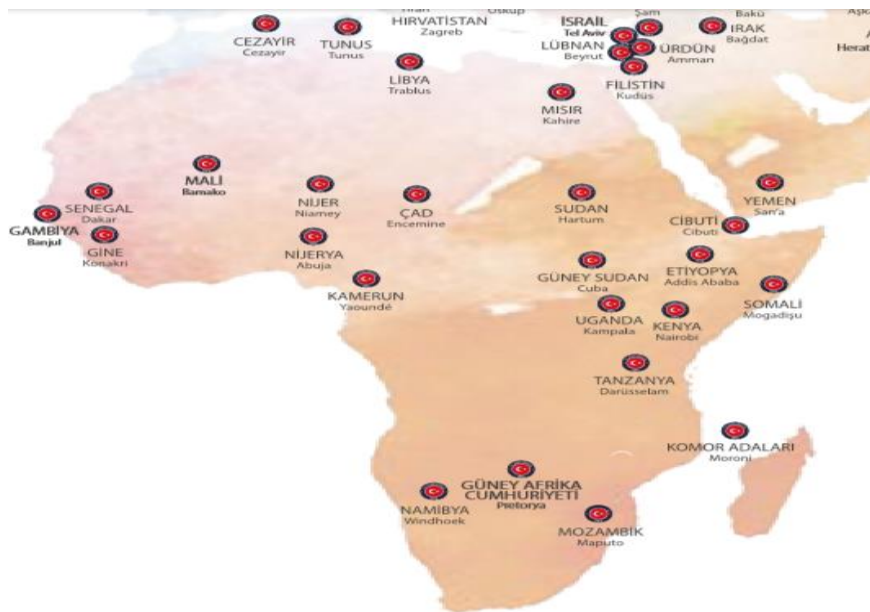 HIRVATİSTAN
Zagreb
Üsküp
İSRAİL
Tel Aviv
Şam
Bakü
IRAK
Bağdat
Herat
CEZAYİR
Cezayir
TUNUS
Tunus
LÜBNAN
Beyrut
ÜRDÜN
Amman
LİBYA
Trablus
FİLİSTİN
Kudüs
MISIR
Kahire
MALİ
Bamako
NİJER
Niamey
ÇAD
Encemine
SUDAN
Hartum
YEMEN
San'a
SENEGAL
Dakar
GAMBİYA
Banjul
GİNE
Konakri
NİJERYA
Abuja
CİBUTİ
Cibuti
KAMERUN
Yaoundé
GÜNEY SUDAN
Cuba
ETİYOPYA
Addis Ababa
SOMALİ
Mogadişu
UGANDA
Kampala
KENYA
Nairobi
TANZANYA
Darüsselam
KOMOR ADALARI
Moroni
GÜNEY AFRİKA
CUMHURİYETİ
Pretorya
NAMİBYA
Windhoek
MOZAMBİK
Maputo